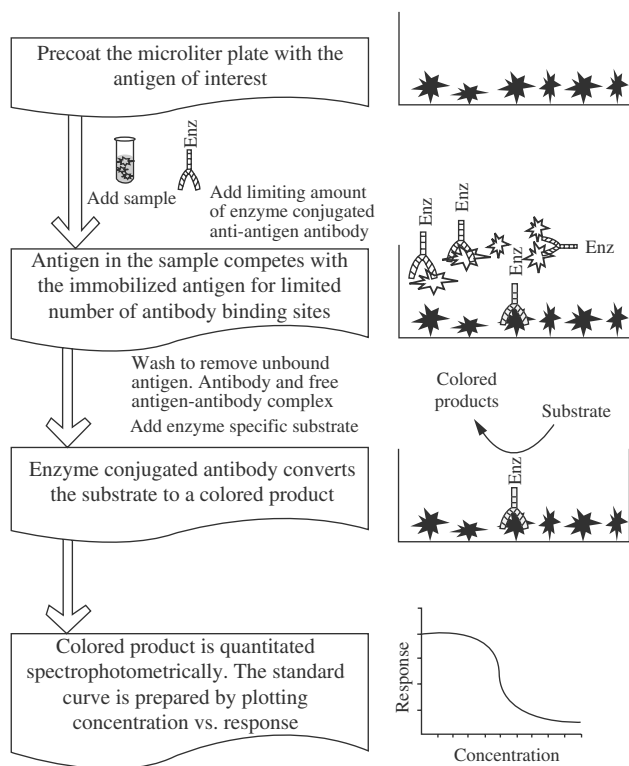 Precoat the microliter plate with the
antigen of interest
Enz
Add sample
Add limiting amount
of enzyme conjugated
anti-antigen antibody
Enz
Enz
Enz
Enz
Antigen in the sample competes with
the immobilized antigen for limited
number of antibody binding sites
Wash to remove unbound
antigen. Antibody and free
antigen-antibody complex
Add enzyme specific substrate
Colored
products
Substrate
Enz
Enzyme conjugated antibody converts
the substrate to a colored product
Colored product is quantitated
spectrophotometrically. The standard
curve is prepared by plotting
concentration vs. response
Response
Concentration